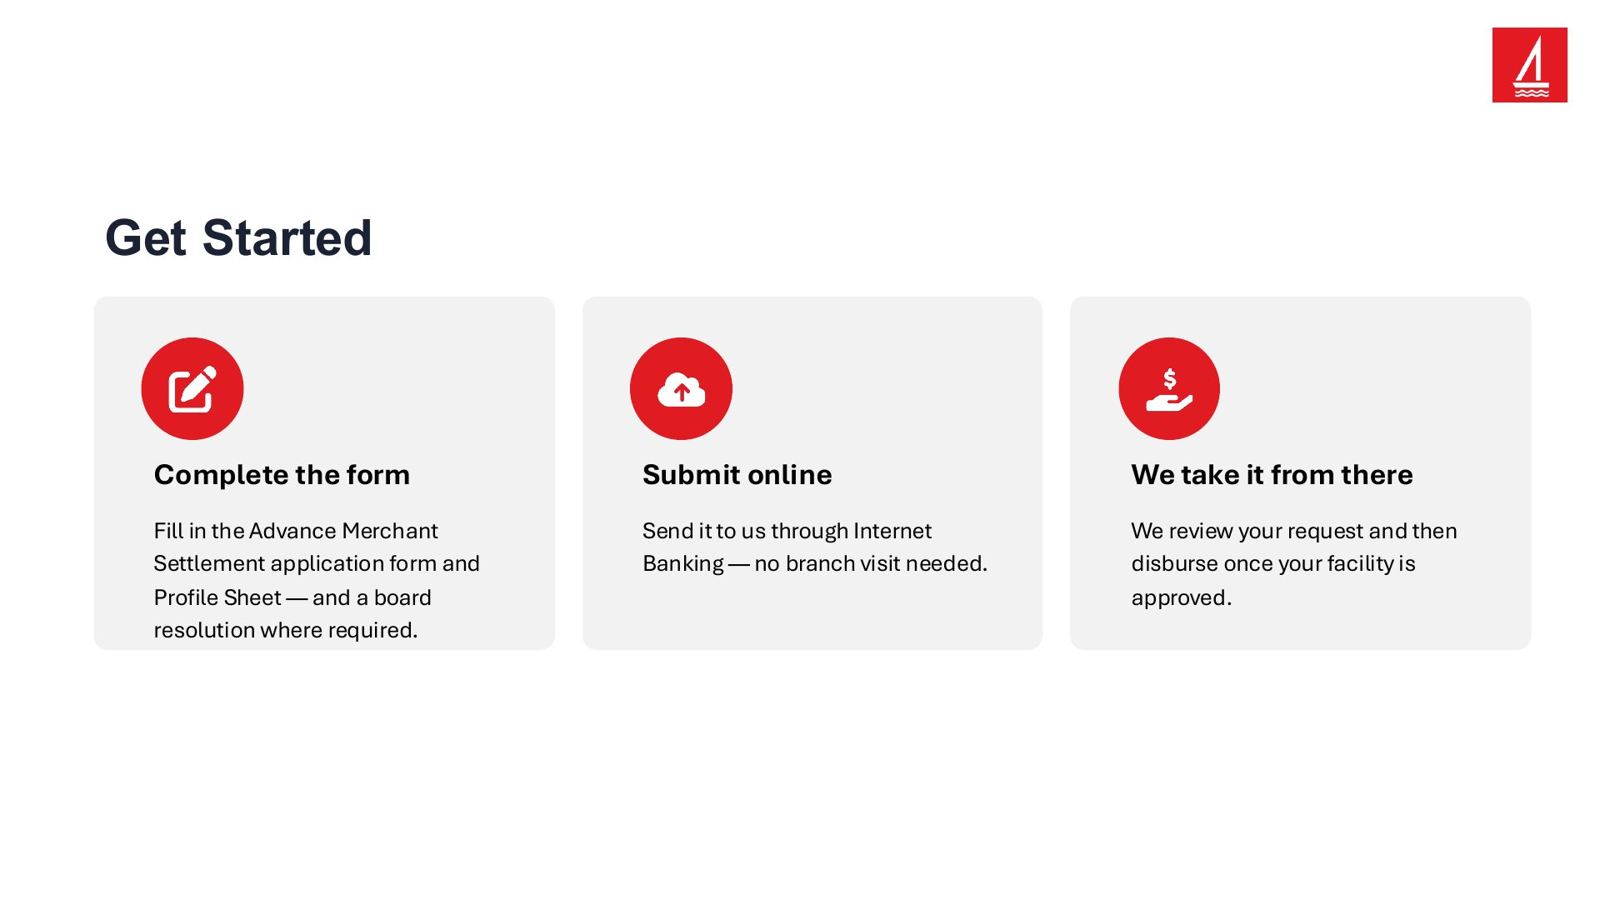 Get Started
Complete the form
Fill in the Advance Merchant
Settlement application form and
Profile Sheet — and a board
resolution where required.
Submit online
Send it to us through Internet
Banking — no branch visit needed.
$
We take it from there
We review your request and then
disburse once your facility is
approved.